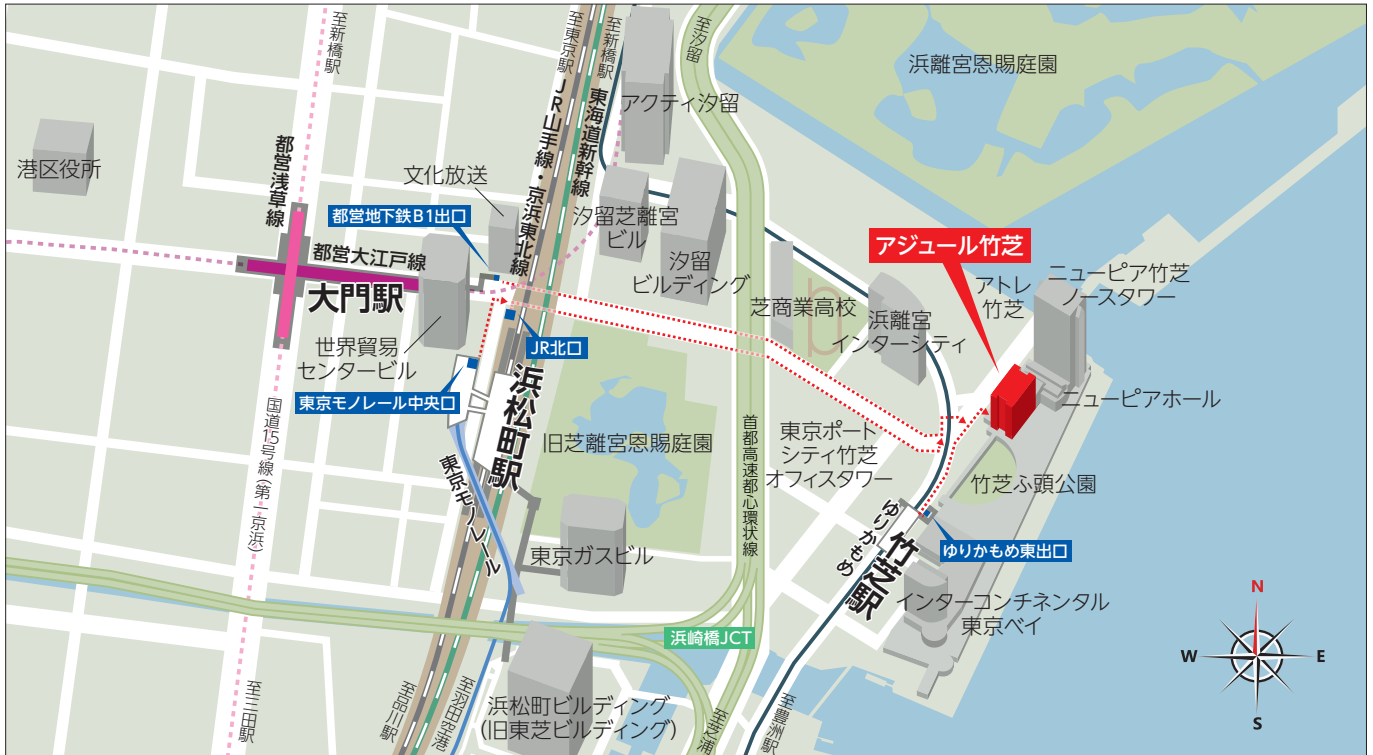 至新橋駅
至東京駅
至新橋駅
至汐留
浜離宮恩賜庭園
JR山手線・京浜東北線
東海道新幹線
アクティ汐留
港区役所
都営浅草線
文化放送
都営地下鉄B1出口
汐留芝離宮
ビル
汐留
ビルディング
アジュール竹芝
都営大江戸線
大門駅
芝商業高校
浜離宮
インターシティ
アトレ
竹芝
ニューピア竹芝
ノースタワー
世界貿易
センタービル
JR北口
東京モノレール中央口
浜松町駅
ニューピアホール
国道15号線(第一京浜)
東京モノレール
旧芝離宮恩賜庭園
首都高速都心環状線
東京ポート
シティ竹芝
オフィスタワー
竹芝ふ頭公園
ゆりかもめ
竹芝駅
ゆりかもめ東出口
東京ガスビル
インターコンチネンタル
東京ベイ
浜崎橋JCT
N
W
E
S
至三田駅
至品川駅
至羽田空港
浜松町ビルディング
(旧東芝ビルディング)
至芝浦
至豊洲駅